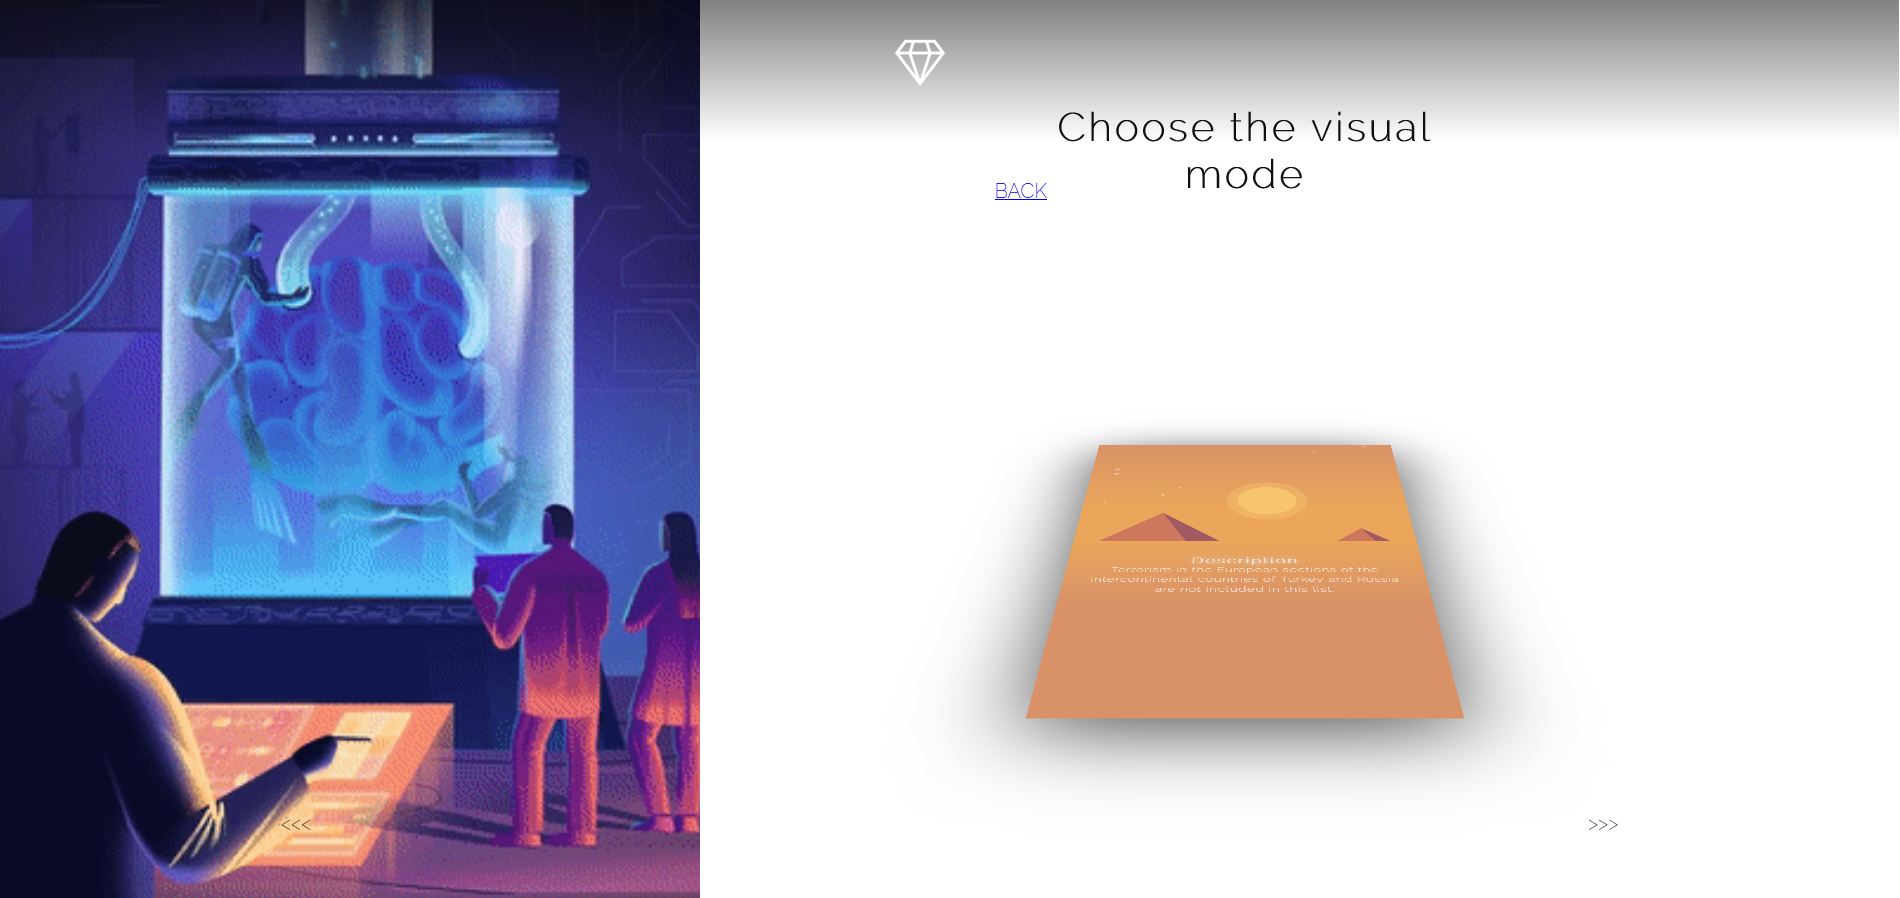 Choose the visual
mode
BACK
Description
Terrorism in the European sections of the
intercontinental countries of Turkey and Russia
are not included in this list.
<<<
>>>